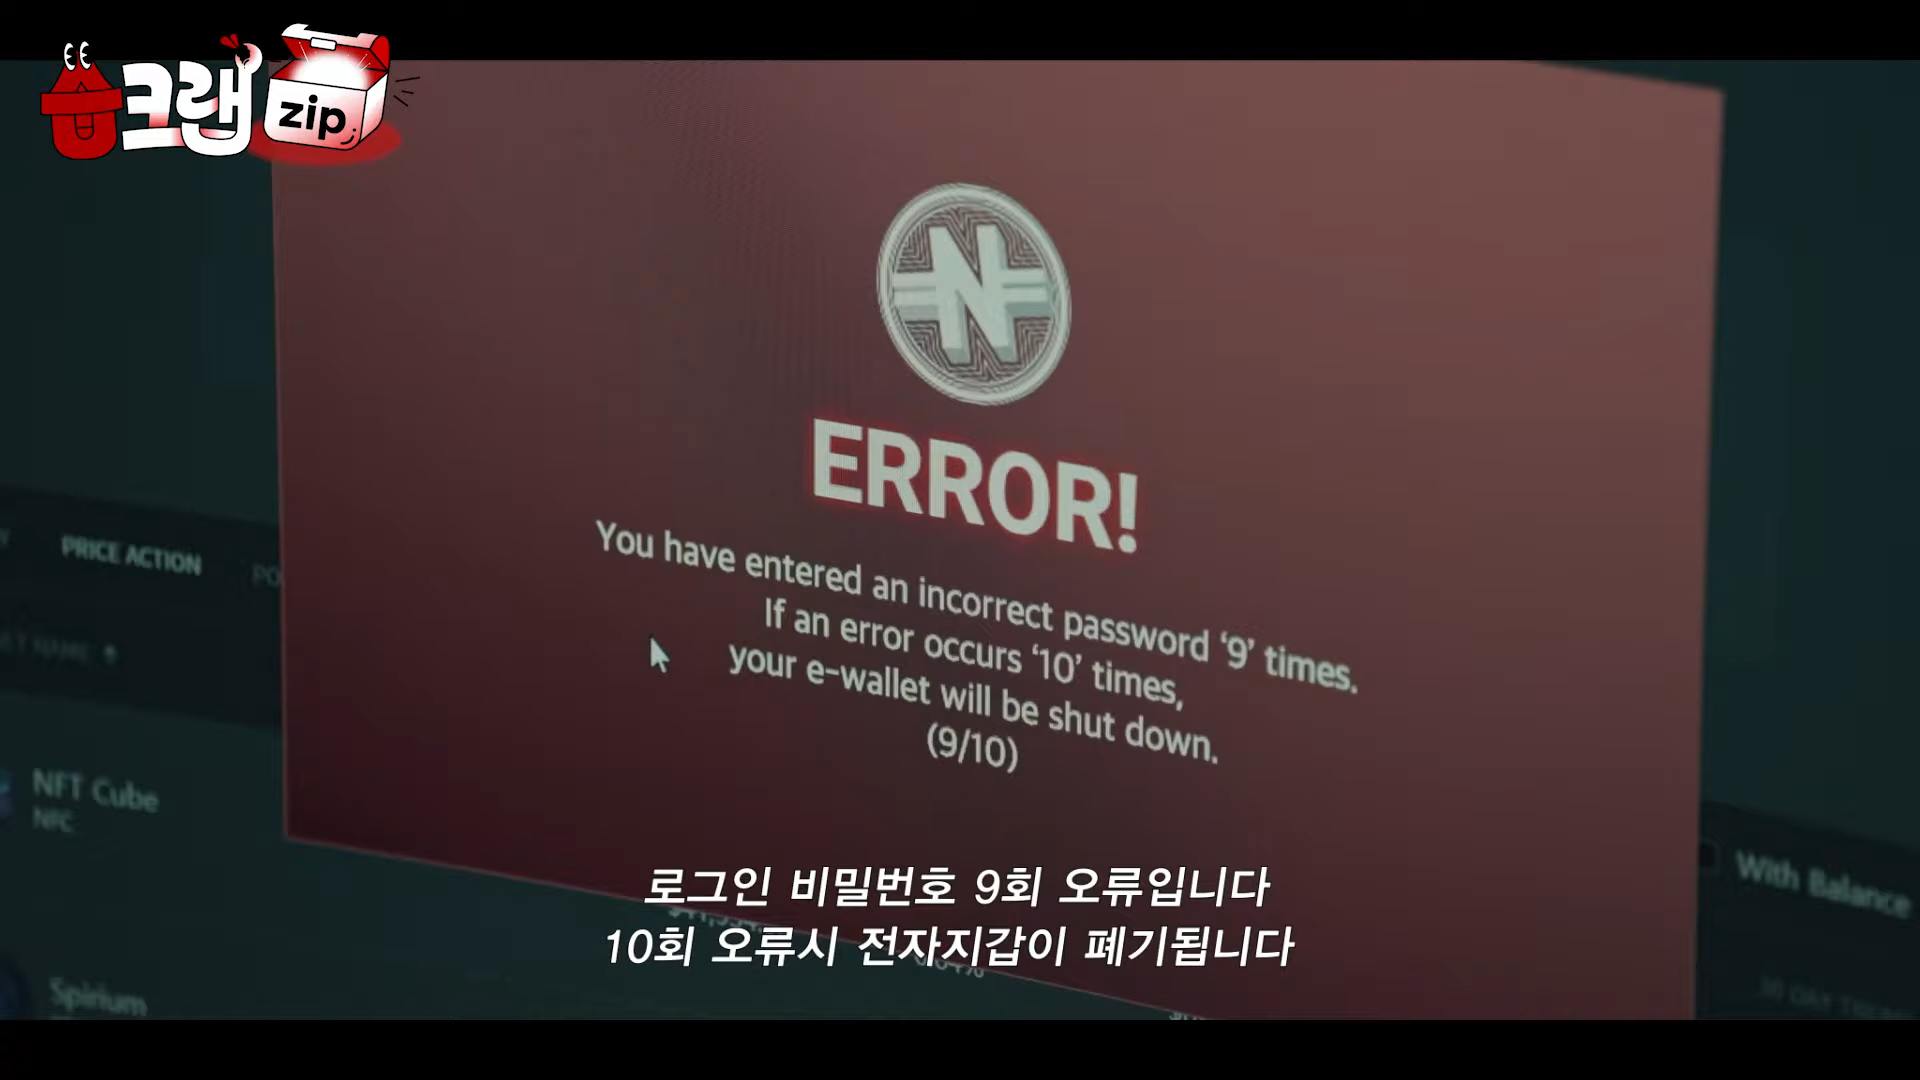 숨크랩
zip
ERROR!
You have entered an incorrect password ‘9’ times.
If an error occurs ‘10’ times,
your e-wallet will be shut down.
(9/10)
PRICE ACTION
NFT Cube
NFC
Spirium
With Balance
로그인 비밀번호 9회 오류입니다
10회 오류시 전자지갑이 폐기됩니다